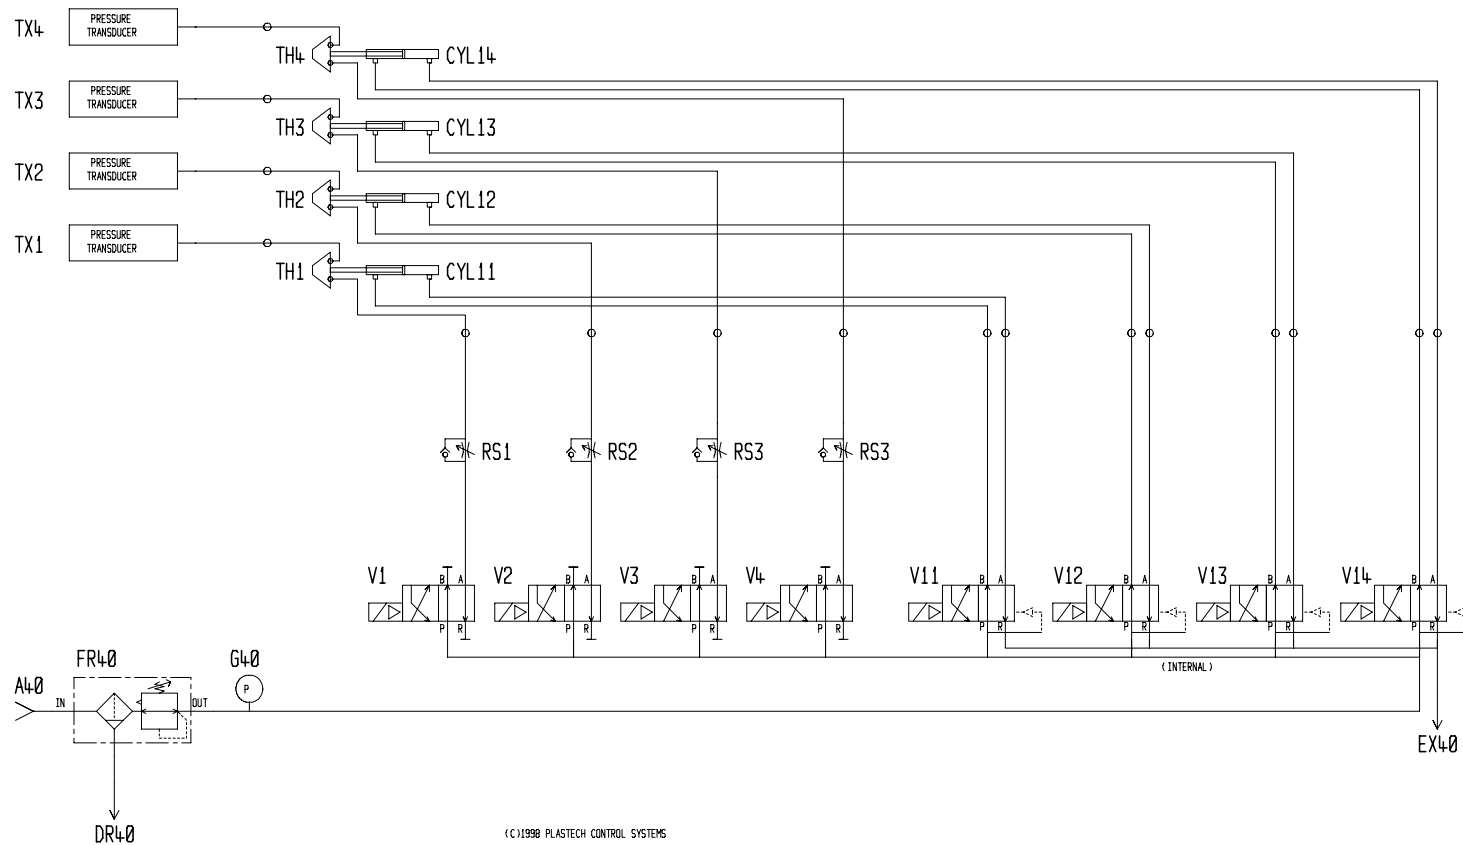 TX4
PRESSURE
TRANSDUCER
TH4
CYL14
TX3
PRESSURE
TRANSDUCER
TH3
CYL13
TX2
PRESSURE
TRANSDUCER
TH2
CYL12
TX1
PRESSURE
TRANSDUCER
TH1
CYL11
RS1
RS2
RS3
RS3
V1
B A
P R
V2
B A
P R
V3
B A
P R
V4
B A
P R
V11
B A
P R
V12
B A
P R
V13
B A
P R
V14
B A
P R
(INTERNAL)
FR40
G40
P
A40
IN
OUT
EX40
DR40
(C)1998 PLASTECH CONTROL SYSTEMS